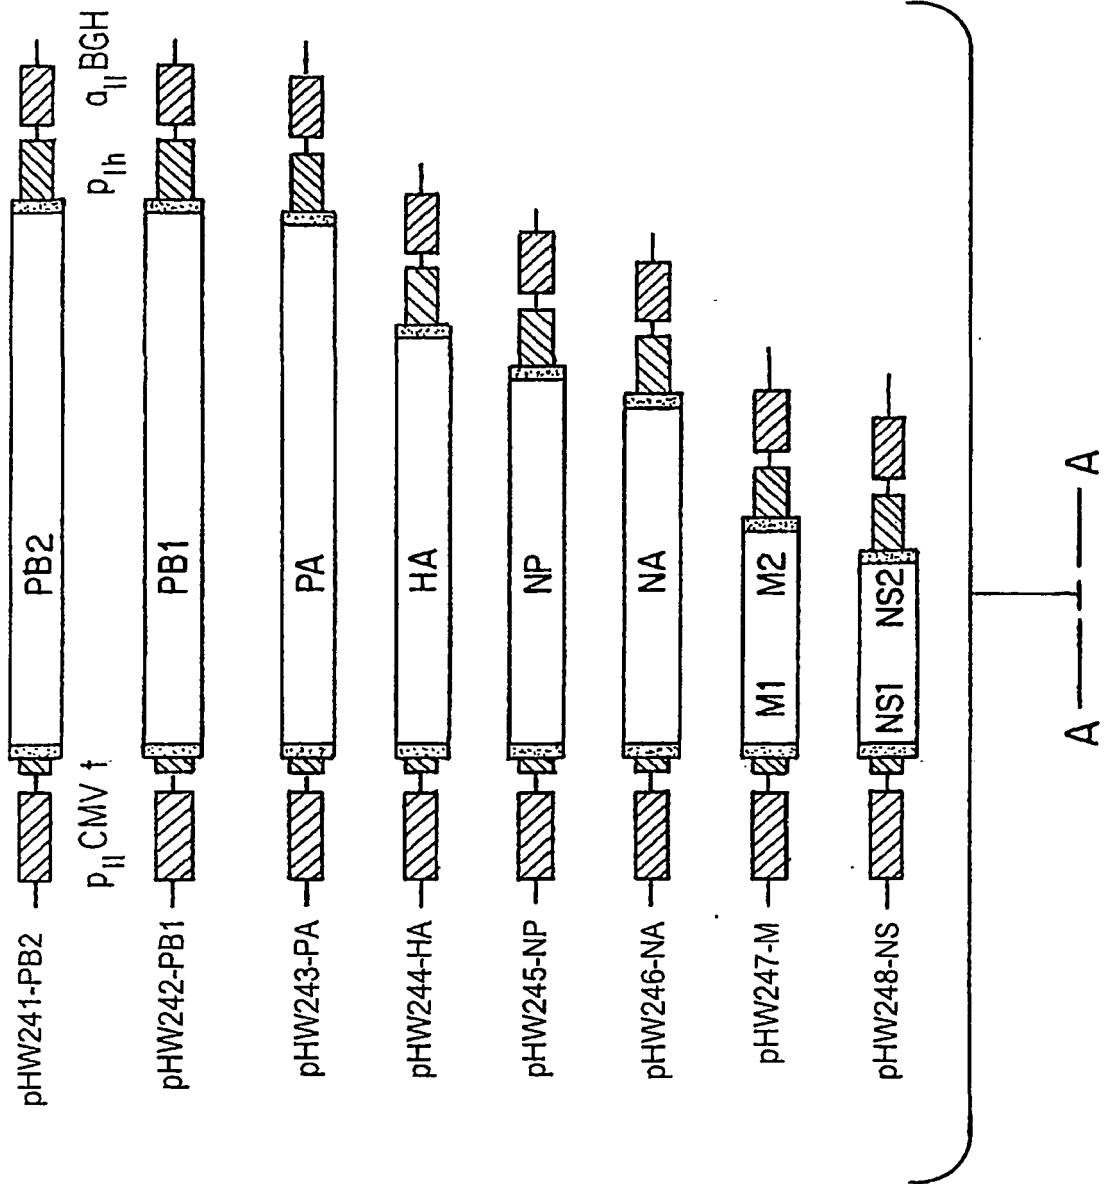 pHW241-PB2 PB2
pIICMV t pIh aIIBGH
pHW242-PB1 PB1
pHW243-PA PA
pHW244-HA HA
pHW245-NP NP
pHW246-NA NA
pHW247-M M1 M2
pHW248-NS NS1 NS2
A A